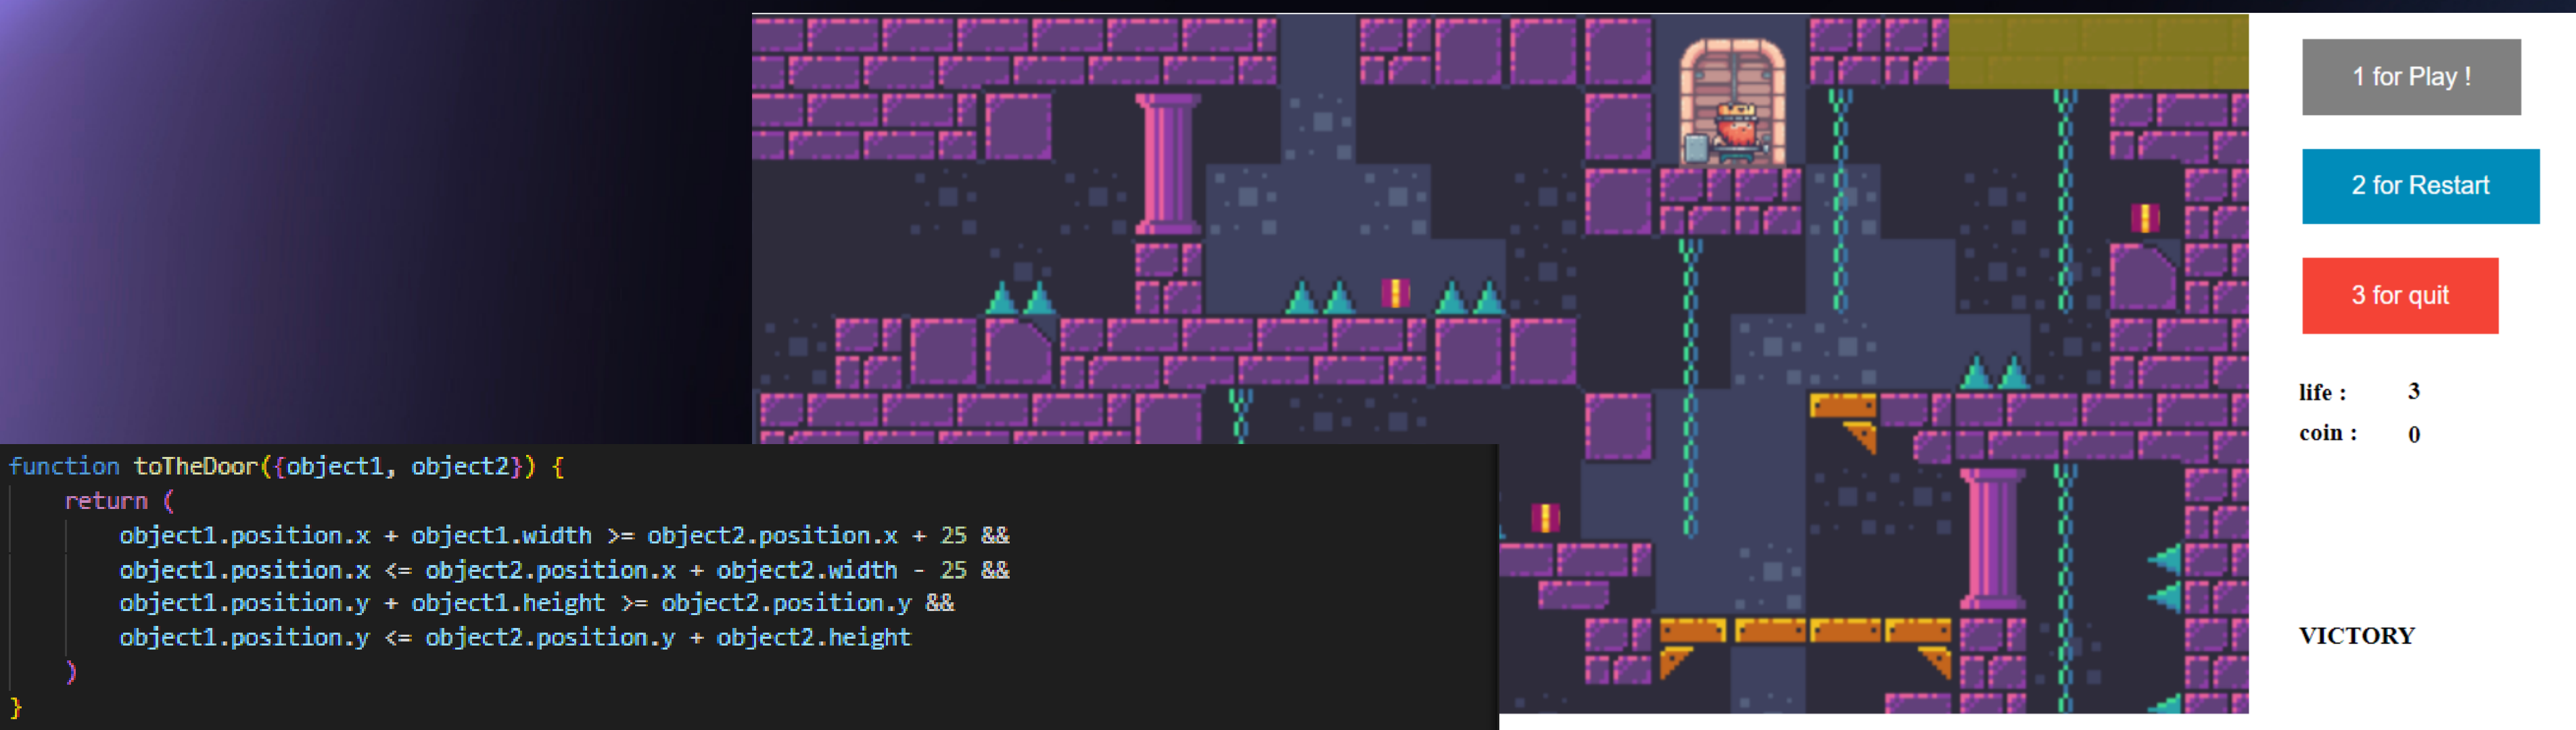 1 for Play !
2 for Restart
3 for quit
life : 3
coin : 0
VICTORY
function toTheDoor({object1, object2}) {
    return (
        object1.position.x + object1.width >= object2.position.x + 25 &&
        object1.position.x <= object2.position.x + object2.width - 25 &&
        object1.position.y + object1.height >= object2.position.y &&
        object1.position.y <= object2.position.y + object2.height
    )
}